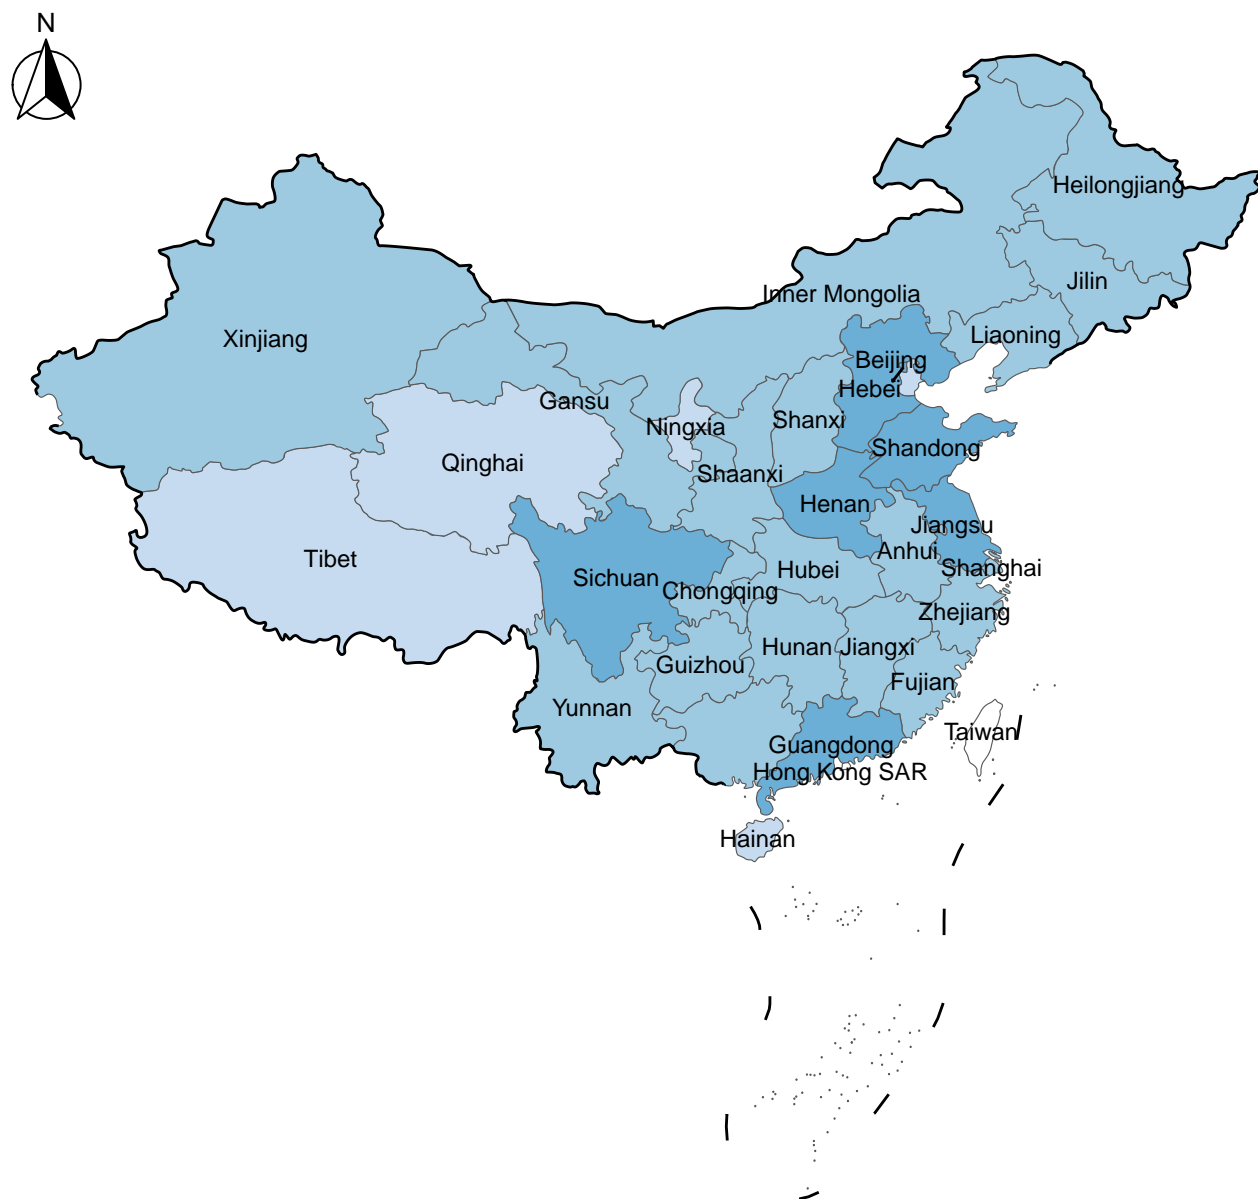 N
Heilongjiang
Jilin
Inner Mongolia
Liaoning
Xinjiang
Beijing
Hebei
Gansu
Shanxi
Ningxia
Shandong
Qinghai
Shaanxi
Henan
Jiangsu
Anhui
Tibet
Shanghai
Hubei
Sichuan
Chongqing
Zhejiang
Hunan
Jiangxi
Guizhou
Fujian
Yunnan
Taiwan
Guangdong
Hong Kong SAR
Hainan